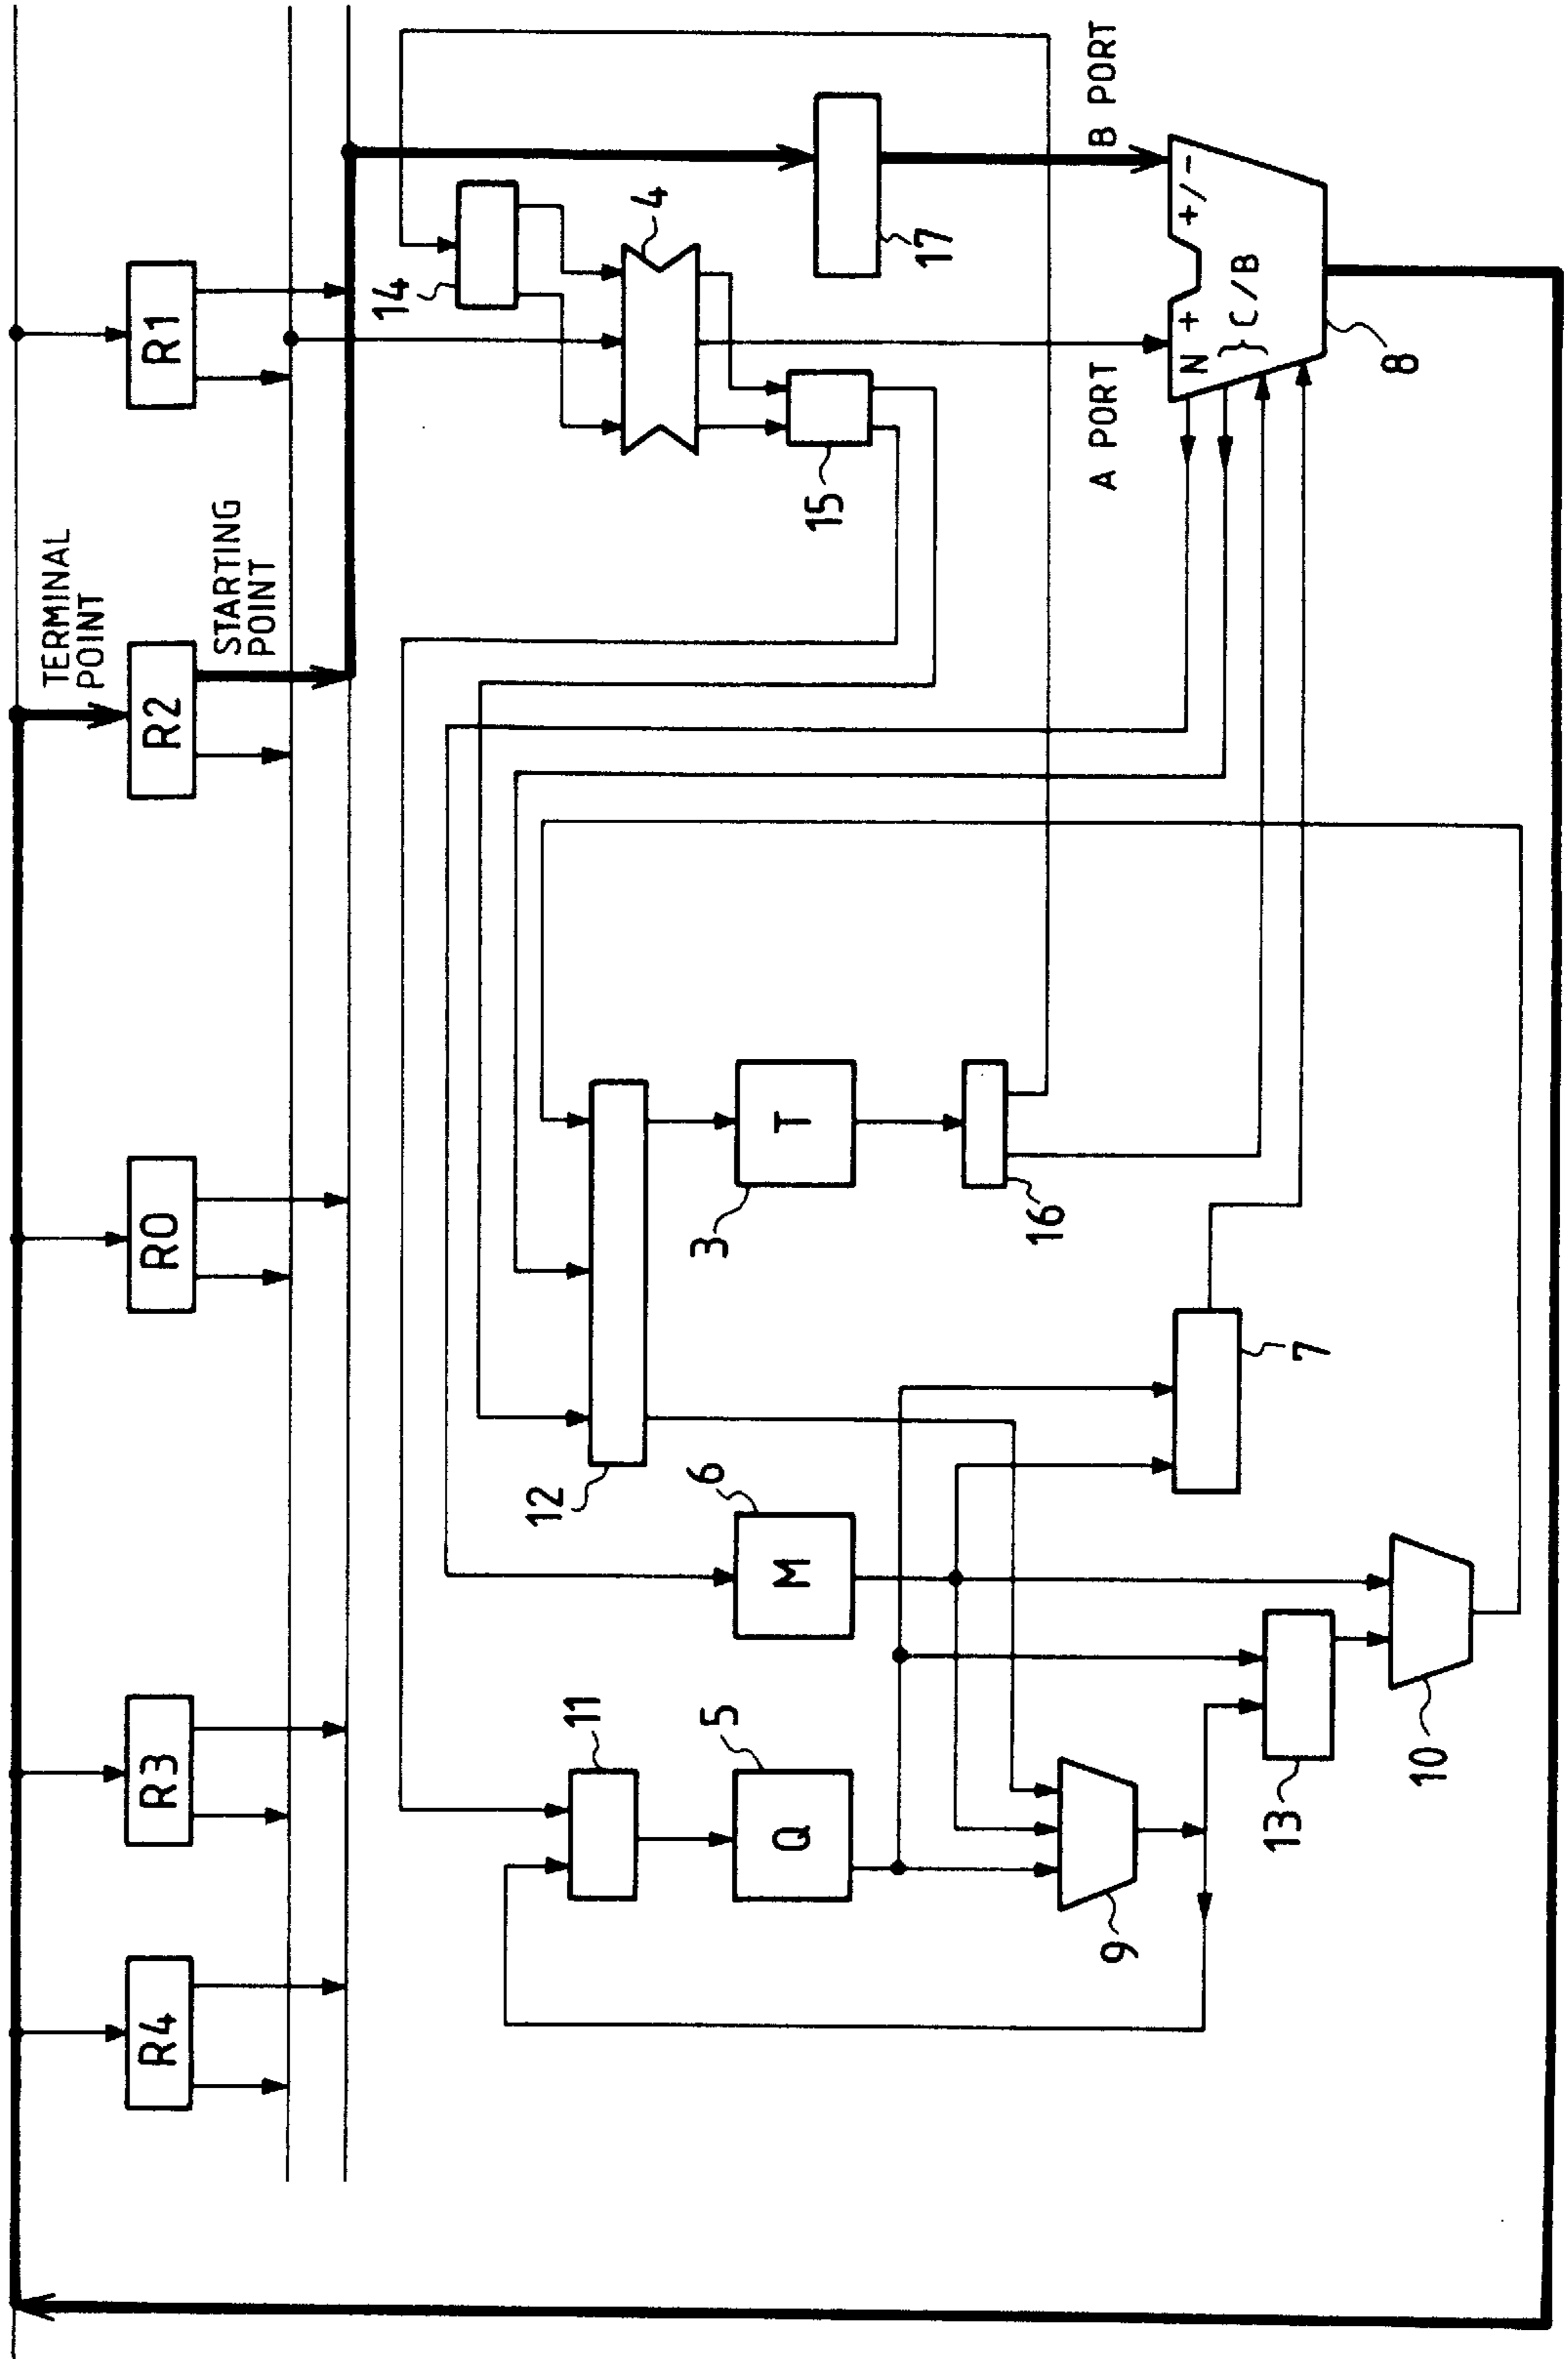 R4
R3
R0
R2
R1
TERMINAL
POINT
STARTING
POINT
14
4
11
12
6
15
17
5
Q
M
3
T
16
A PORT
B PORT
7
N + +/-
} C/B
9
13
10
8